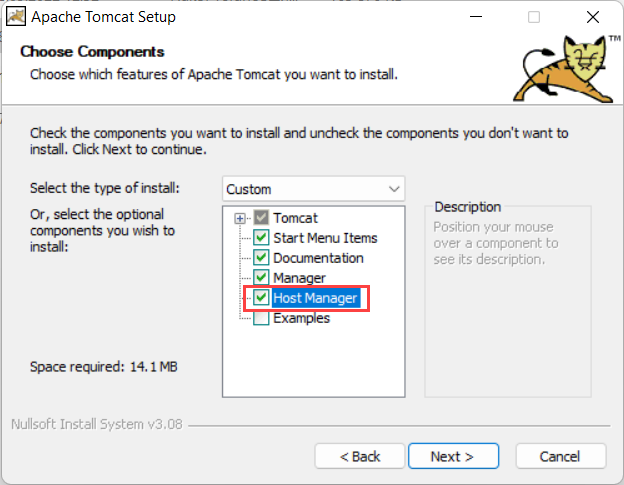 Apache Tomcat Setup
Choose Components
Choose which features of Apache Tomcat you want to install.
TM
Check the components you want to install and uncheck the components you don't want to
install. Click Next to continue.
Select the type of install:
Custom
Or, select the optional
components you wish to
install:
Tomcat
Start Menu Items
Documentation
Manager
Host Manager
Examples
Description
Position your mouse
over a component to
see its description.
Space required: 14.1 MB
Nullsoft Install System v3.08
< Back
Next >
Cancel